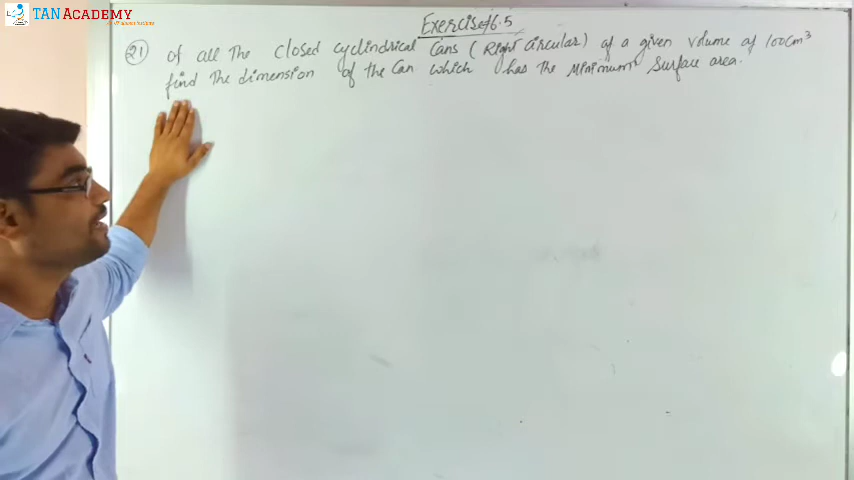 TAN ACADEMY
Exercise 6.5
(21) Of all the closed cylindrical cans (Right circular) of a given volume of 100cm³
find the dimension of the can which has the minimum surface area.